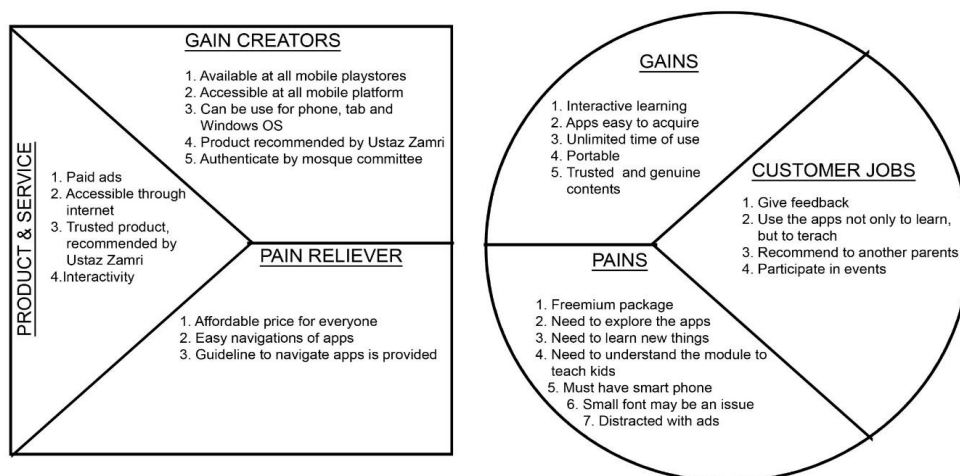 GAIN CREATORS
1. Available at all mobile playstores
2. Accessible at all mobile platform
3. Can be use for phone, tab and
Windows OS
4. Product recommended by Ustaz Zamri
5. Authenticate by mosque committee
PRODUCT & SERVICE
1. Paid ads
2. Accessible through
internet
3. Trusted product,
recommended by
Ustaz Zamri
4.Interactivity
PAIN RELIEVER
1. Affordable price for everyone
2. Easy navigations of apps
3. Guideline to navigate apps is provided
GAINS
1. Interactive learning
2. Apps easy to acquire
3. Unlimited time of use
4. Portable
5. Trusted and genuine
contents
CUSTOMER JOBS
1. Give feedback
2. Use the apps not only to learn,
but to terach
3. Recommend to another parents
4. Participate in events
PAINS
1. Freemium package
2. Need to explore the apps
3. Need to learn new things
4. Need to understand the module to
teach kids
5. Must have smart phone
6. Small font may be an issue
7. Distracted with ads